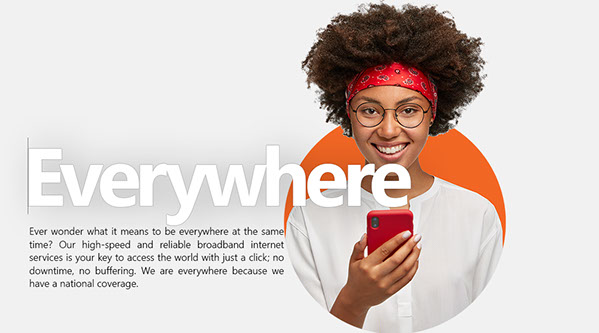 Everywhere
Ever wonder what it means to be everywhere at the same
time? Our high-speed and reliable broadband internet
services is your key to access the world with just a click; no
downtime, no buffering. We are everywhere because we
have a national coverage.